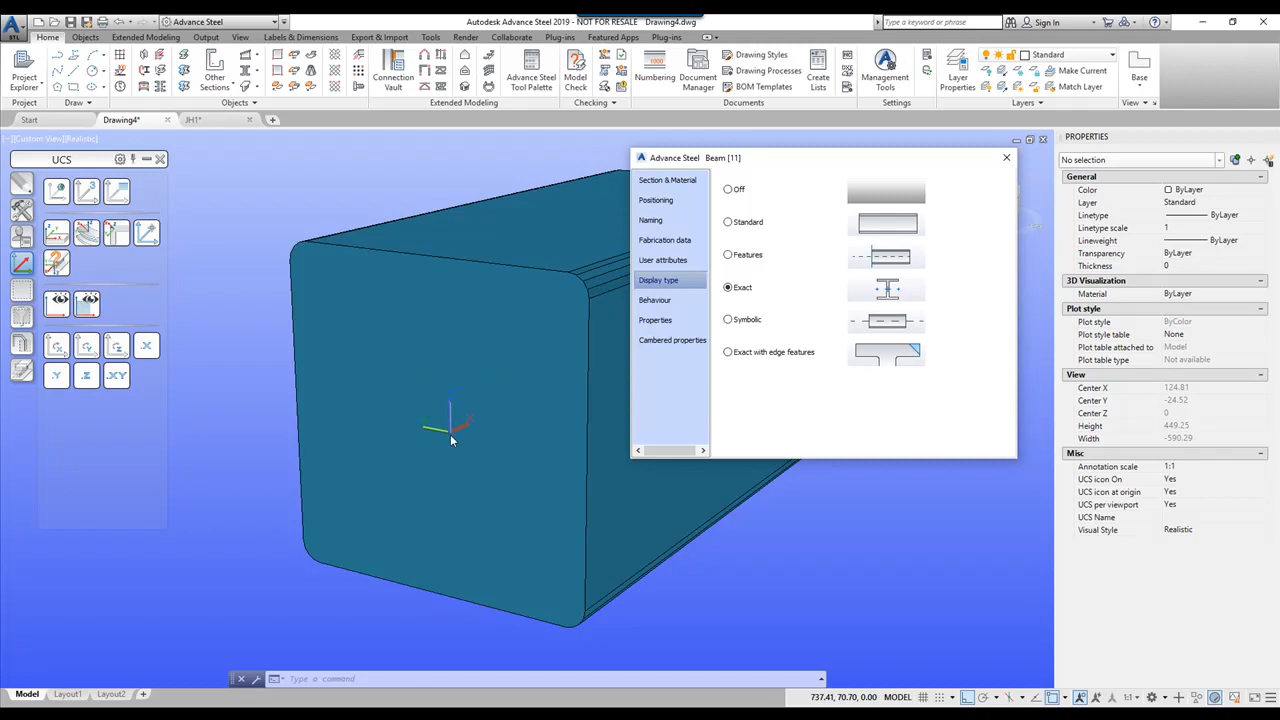 Advance Steel
Autodesk Advance Steel 2019 - NOT FOR RESALE Drawing4.dwg
Type a keyword or phrase
Sign In
STL
Home Objects Extended Modeling Output View Labels & Dimensions Export & Import Tools Render Collaborate Plug-ins Featured Apps Plug-ins
Project Explorer
Other Sections
Connection Vault
Advance Steel Tool Palette
Model Check
Numbering
Document Manager
Drawing Styles
Drawing Processes
BOM Templates
Create Lists
Management Tools
Layer Properties
Standard
Make Current
Match Layer
Base
Project Draw Objects Extended Modeling Checking Documents Settings Layers View
Start Drawing4* JH1*
[−][Custom View][Realistic]
UCS
Advance Steel Beam [11]
Section & Material
Positioning
Naming
Fabrication data
User attributes
Display type
Behaviour
Properties
Cambered properties
Off
Standard
Features
Exact
Symbolic
Exact with edge features
PROPERTIES
No selection
General
Color ByLayer
Layer Standard
Linetype ByLayer
Linetype scale 1
Lineweight ByLayer
Transparency ByLayer
Thickness 0
3D Visualization
Material ByLayer
Plot style
Plot style ByColor
Plot style table None
Plot table attached to Model
Plot table type Not available
View
Center X 124.81
Center Y -24.52
Center Z 0
Height 449.25
Width -590.29
Misc
Annotation scale 1:1
UCS icon On Yes
UCS icon at origin Yes
UCS per viewport Yes
UCS Name
Visual Style Realistic
Type a command
Model Layout1 Layout2
737.41, 70.70, 0.00 MODEL 1:1